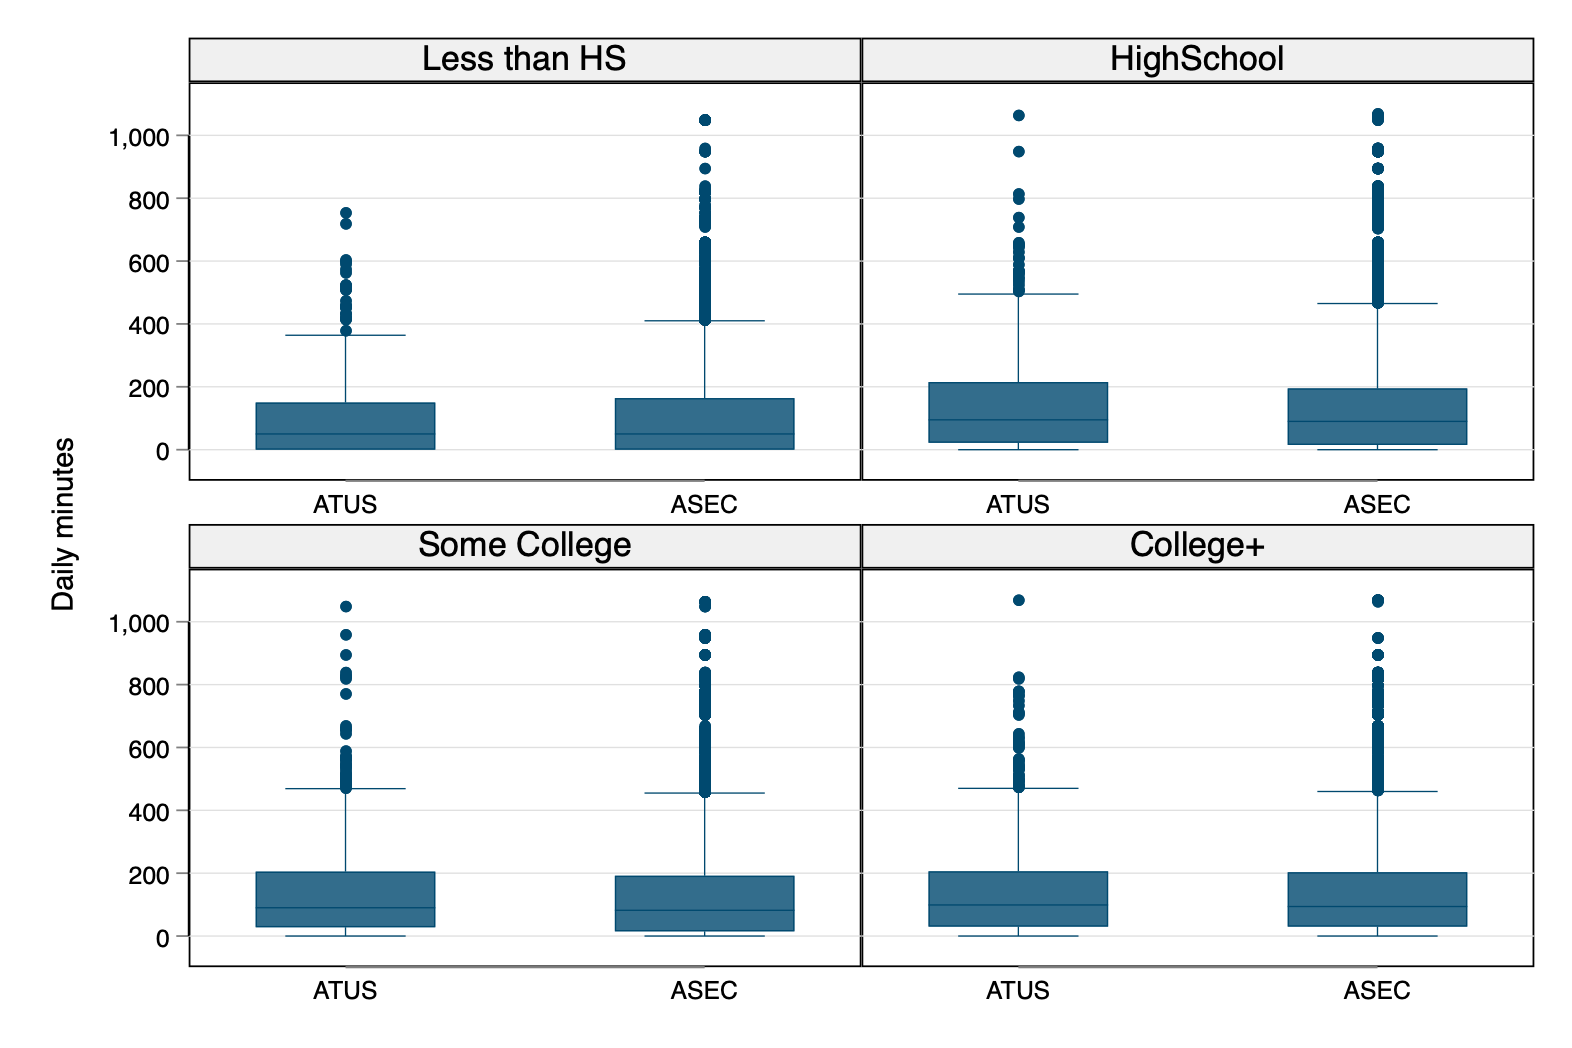 Less than HS
HighSchool
1,000
800
600
400
200
0
ATUS
ASEC
ATUS
ASEC
Daily minutes
Some College
College+
1,000
800
600
400
200
0
ATUS
ASEC
ATUS
ASEC